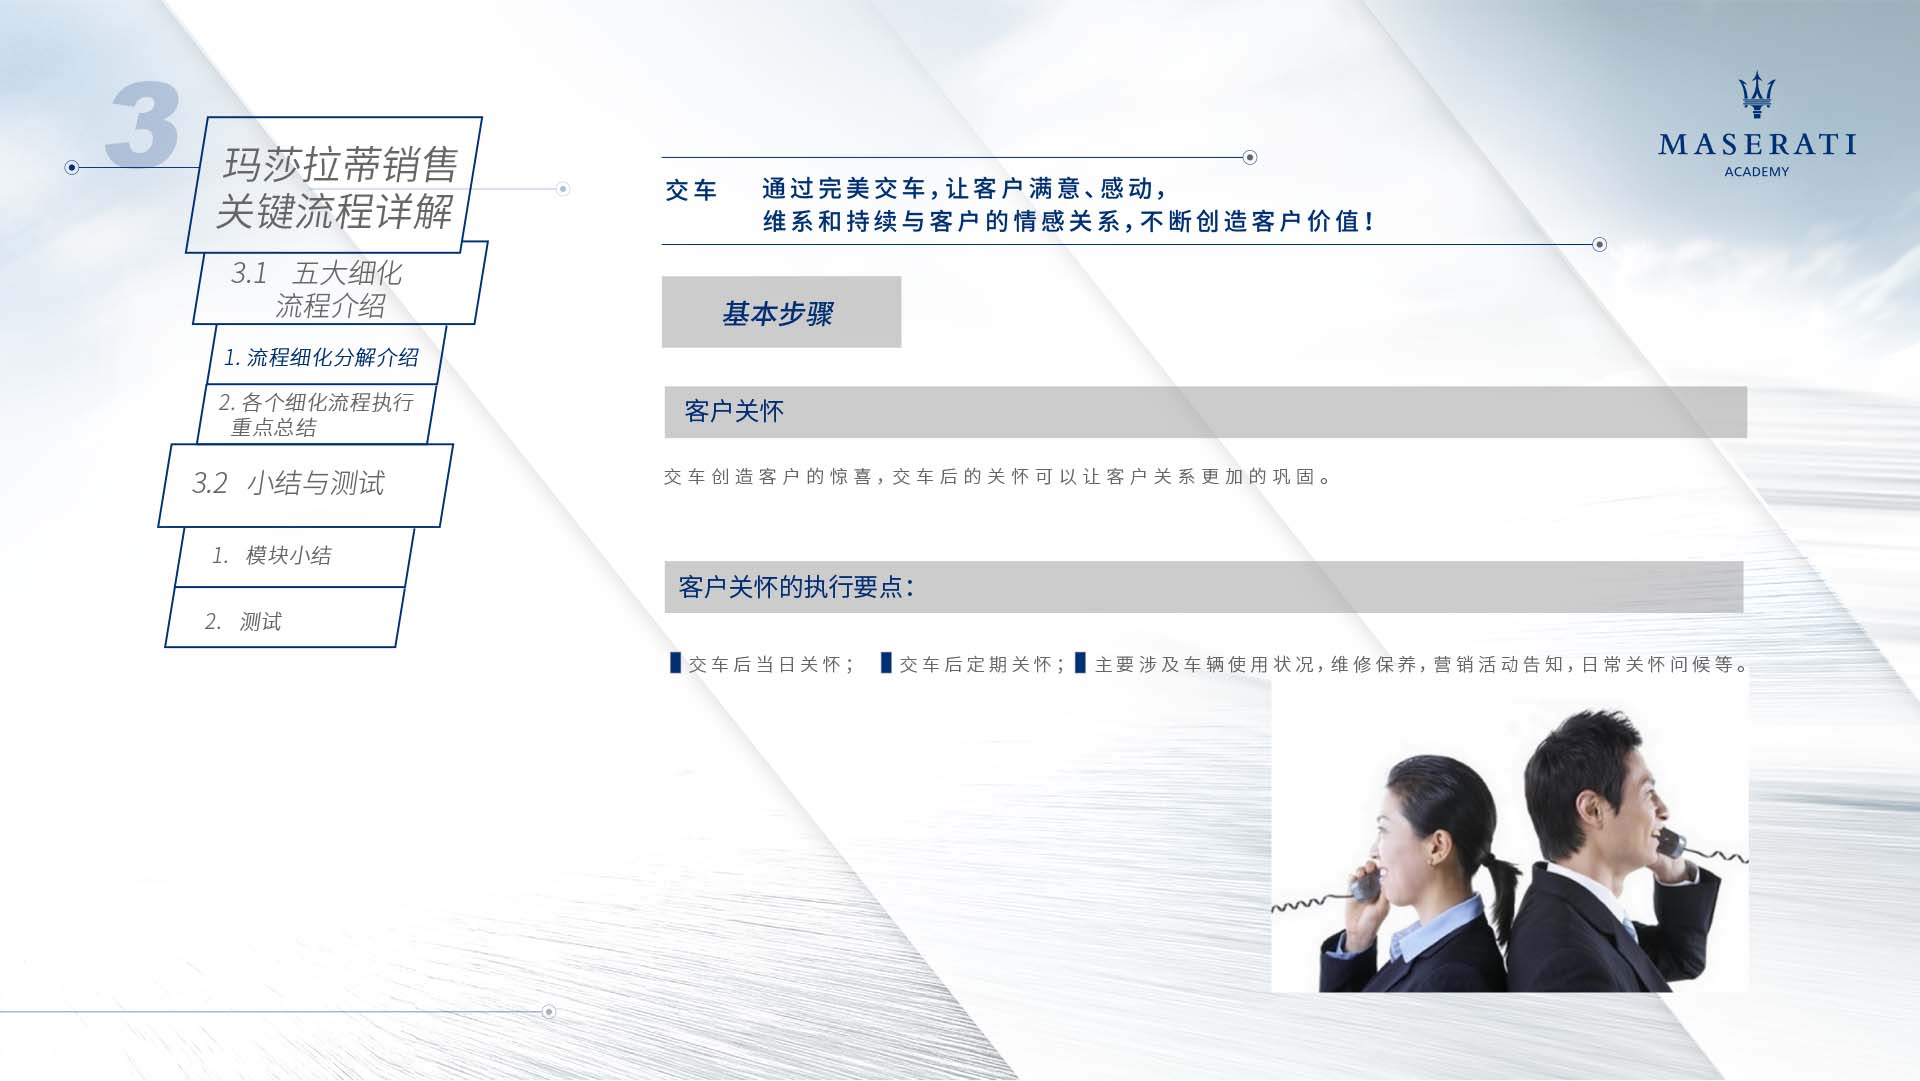 3
玛莎拉蒂销售
关键流程详解
3.1 五大细化
流程介绍
1. 流程细化分解介绍
2. 各个细化流程执行
重点总结
3.2 小结与测试
1. 模块小结
2. 测试
MASERATI
ACADEMY
交车 通过完美交车，让客户满意、感动，
维系和持续与客户的情感关系，不断创造客户价值！
基本步骤
客户关怀
交车创造客户的惊喜，交车后的关怀可以让客户关系更加的巩固。
客户关怀的执行要点：
交车后当日关怀； 交车后定期关怀； 主要涉及车辆使用状况，维修保养，营销活动告知，日常关怀问候等。